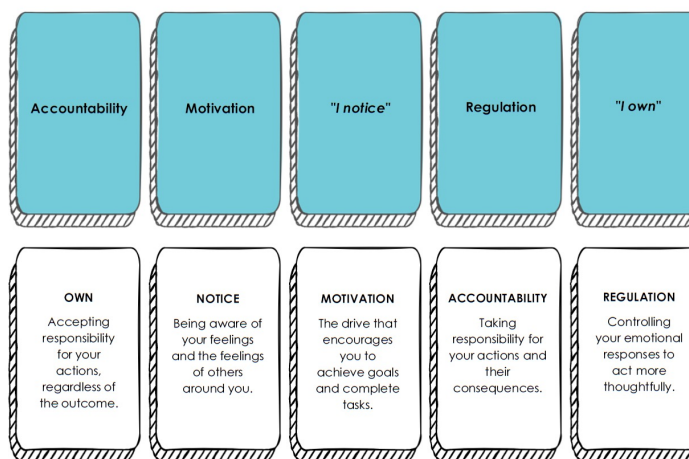 Accountability
Motivation
"I notice"
Regulation
"I own"
OWN
Accepting
responsibility
for your
actions,
regardless of
the outcome.
NOTICE
Being aware of
your feelings
and the feelings
of others
around you.
MOTIVATION
The drive that
encourages
you to
achieve goals
and complete
tasks.
ACCOUNTABILITY
Taking
responsibility for
your actions and
their
consequences.
REGULATION
Controlling
your emotional
responses to
act more
thoughtfully.